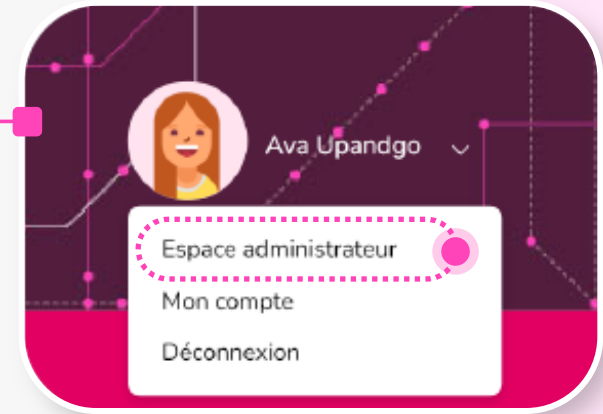 Ava Upandgo
Espace administrateur
Mon compte
Déconnexion